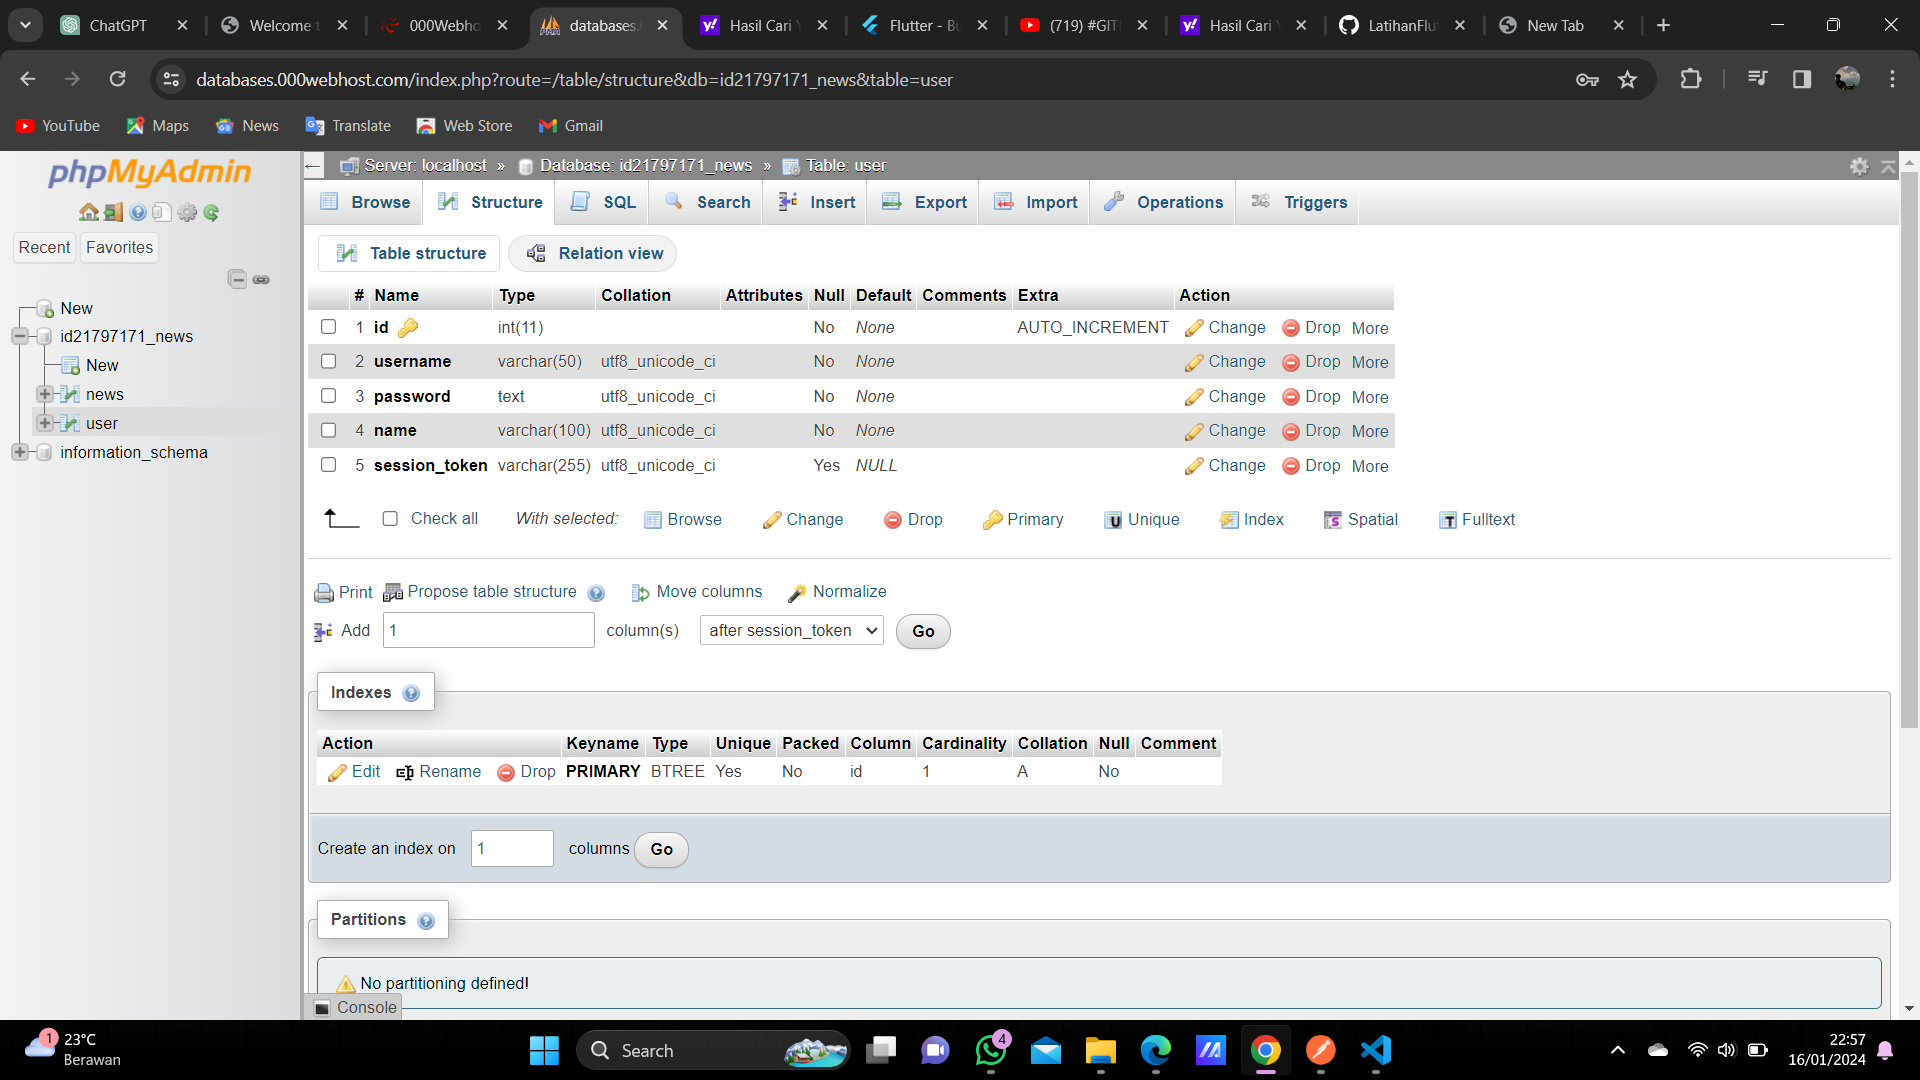 ChatGPT
Welcome t
000Webho
databases.
Hasil Cari Y
Flutter - Bu
(719) #GIT
Hasil Cari Y
LatihanFlu
New Tab
databases.000webhost.com/index.php?route=/table/structure&db=id21797171_news&table=user
YouTube Maps News Translate Web Store Gmail
phpMyAdmin
Recent Favorites
New
id21797171_news
New
news
user
information_schema
Server: localhost » Database: id21797171_news » Table: user
Browse Structure SQL Search Insert Export Import Operations Triggers
Table structure Relation view
# Name Type Collation Attributes Null Default Comments Extra Action
1 id int(11) No None AUTO_INCREMENT Change Drop More
2 username varchar(50) utf8_unicode_ci No None Change Drop More
3 password text utf8_unicode_ci No None Change Drop More
4 name varchar(100) utf8_unicode_ci No None Change Drop More
5 session_token varchar(255) utf8_unicode_ci Yes NULL Change Drop More
Check all With selected: Browse Change Drop Primary Unique Index Spatial Fulltext
Print Propose table structure Move columns Normalize
Add 1 column(s) after session_token Go
Indexes
Action Keyname Type Unique Packed Column Cardinality Collation Null Comment
Edit Rename Drop PRIMARY BTREE Yes No id 1 A No
Create an index on 1 columns Go
Partitions
No partitioning defined!
Console
1
23°C
Berawan
Search
4
22:57
16/01/2024